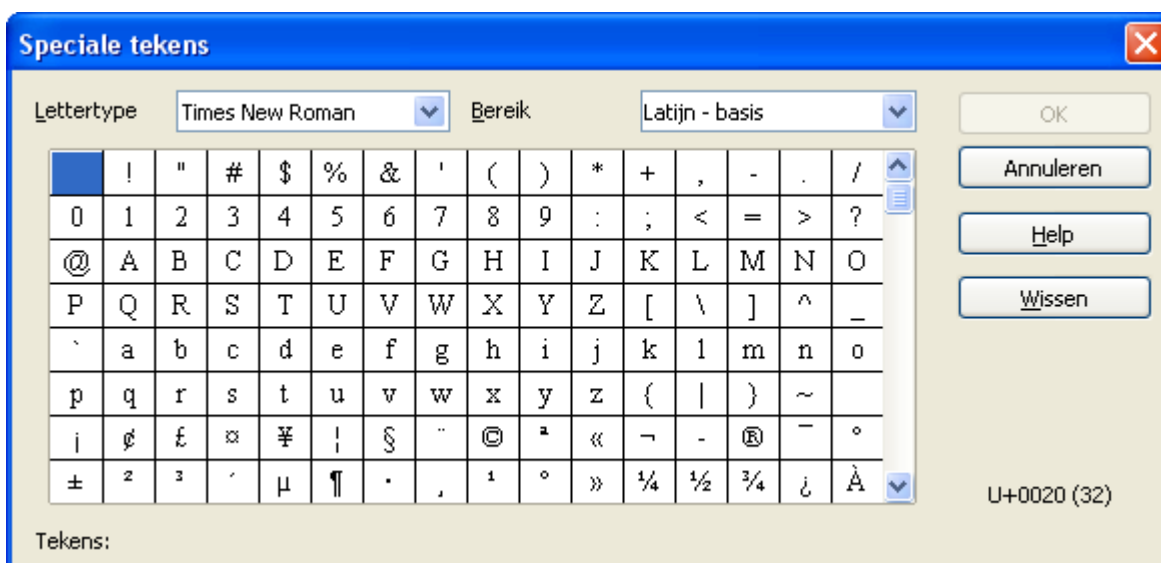 Speciale tekens
Lettertype Times New Roman Bereik Latijn - basis OK
! " # $ % & ' ( ) * + , - . /
Annuleren
0 1 2 3 4 5 6 7 8 9 : ; < = > ?
Help
@ A B C D E F G H I J K L M N O
P Q R S T U V W X Y Z [ \ ] ^ _
Wissen
` a b c d e f g h i j k l m n o
p q r s t u v w x y z { | } ~
¡ ¢ £ ¤ ¥ ¦ § ¨ © ª « ¬ - ® ¯ °
± ² ³ ´ µ ¶ · ¸ ¹ º » ¼ ½ ¾ ¿ À
U+0020 (32)
Tekens: